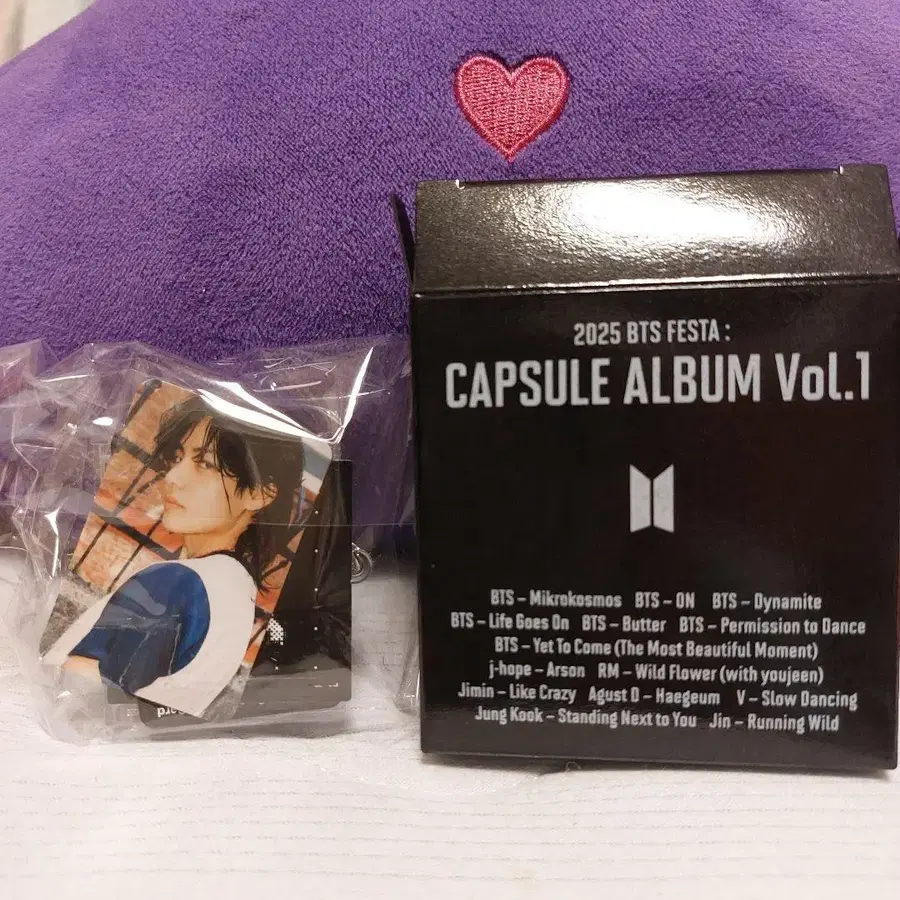 2025 BTS FESTA :
CAPSULE ALBUM Vol.1
BTS – Mikrokosmos BTS – ON BTS – Dynamite
BTS – Life Goes On BTS – Butter BTS – Permission to Dance
BTS – Yet To Come (The Most Beautiful Moment)
j-hope – Arson RM – Wild Flower (with youjeen)
Jimin – Like Crazy Agust D – Haegeum V – Slow Dancing
Jung Kook – Standing Next to You Jin – Running Wild